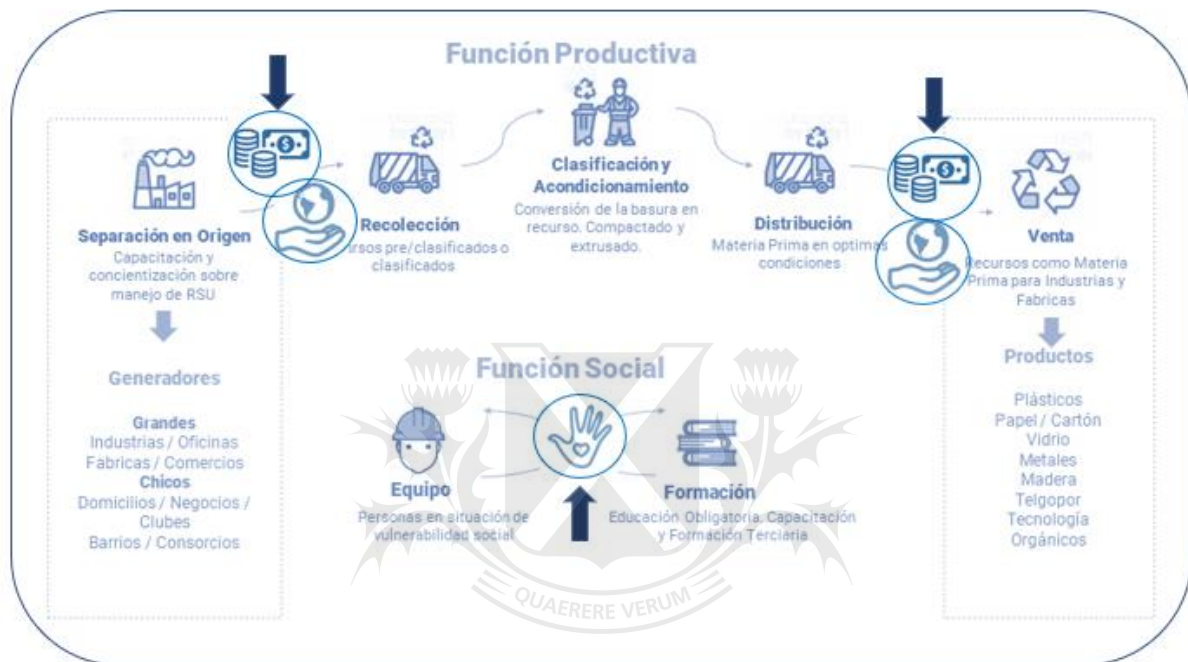 Función Productiva
Separación en Origen
Capacitación y
concientización sobre
manejo de RSU
Generadores
Grandes
Industrias / Oficinas
Fabricas / Comercios
Chicos
Domicilios / Negocios /
Clubes
Barrios / Consorcios
Recolección
rsos pre/clasificados o
clasificados
Clasificación y
Acondicionamiento
Conversión de la basura en
recurso. Compactado y
extrusado.
Distribución
Materia Prima en optimas
condiciones
Venta
Recursos como Materia
Prima para Industrias y
Fabricas
Productos
Plásticos
Papel / Cartón
Vidrio
Metales
Madera
Telgopor
Tecnología
Orgánicos
Función Social
Equipo
Personas en situación de
vulnerabilidad social
Formación
Educación Obligatoria. Capacitación
y Formación Terciaria
QUAERERE VERUM